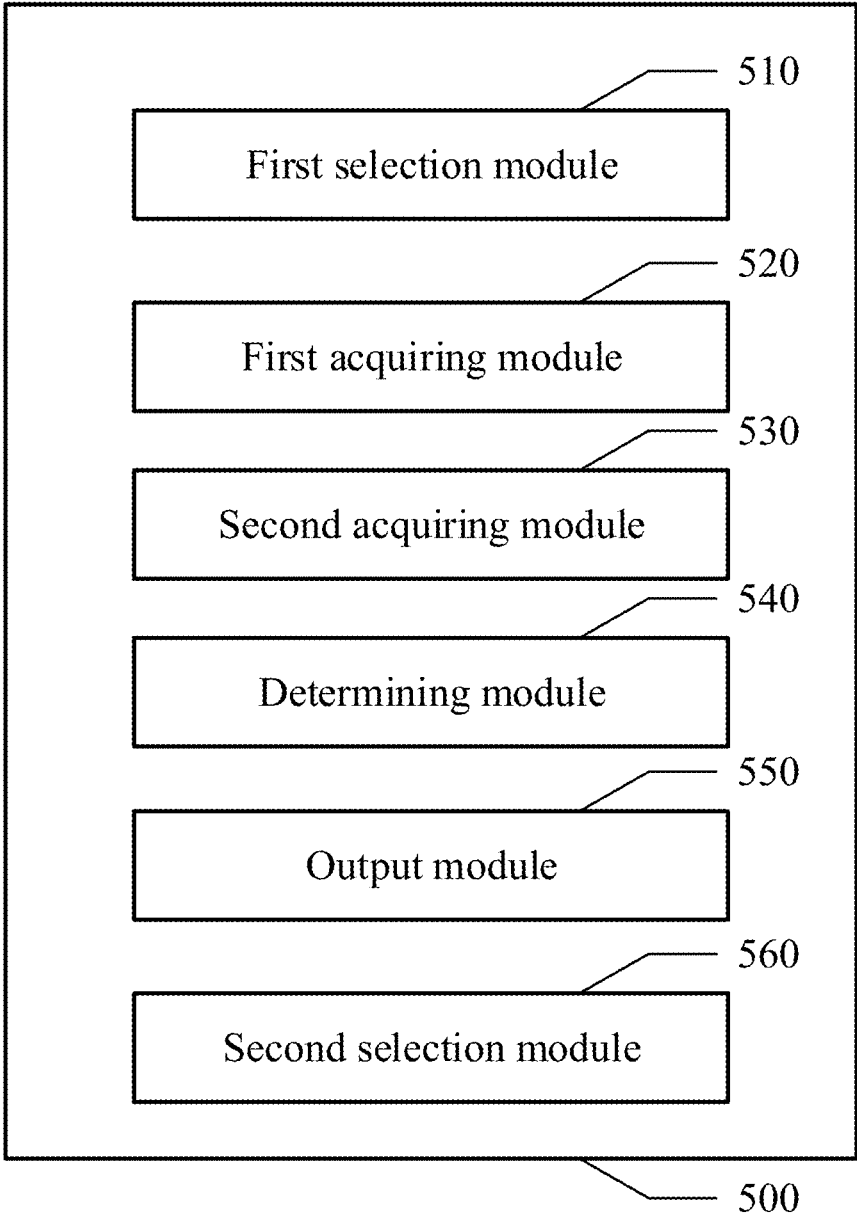 510
First selection module
520
First acquiring module
530
Second acquiring module
540
Determining module
550
Output module
560
Second selection module
500